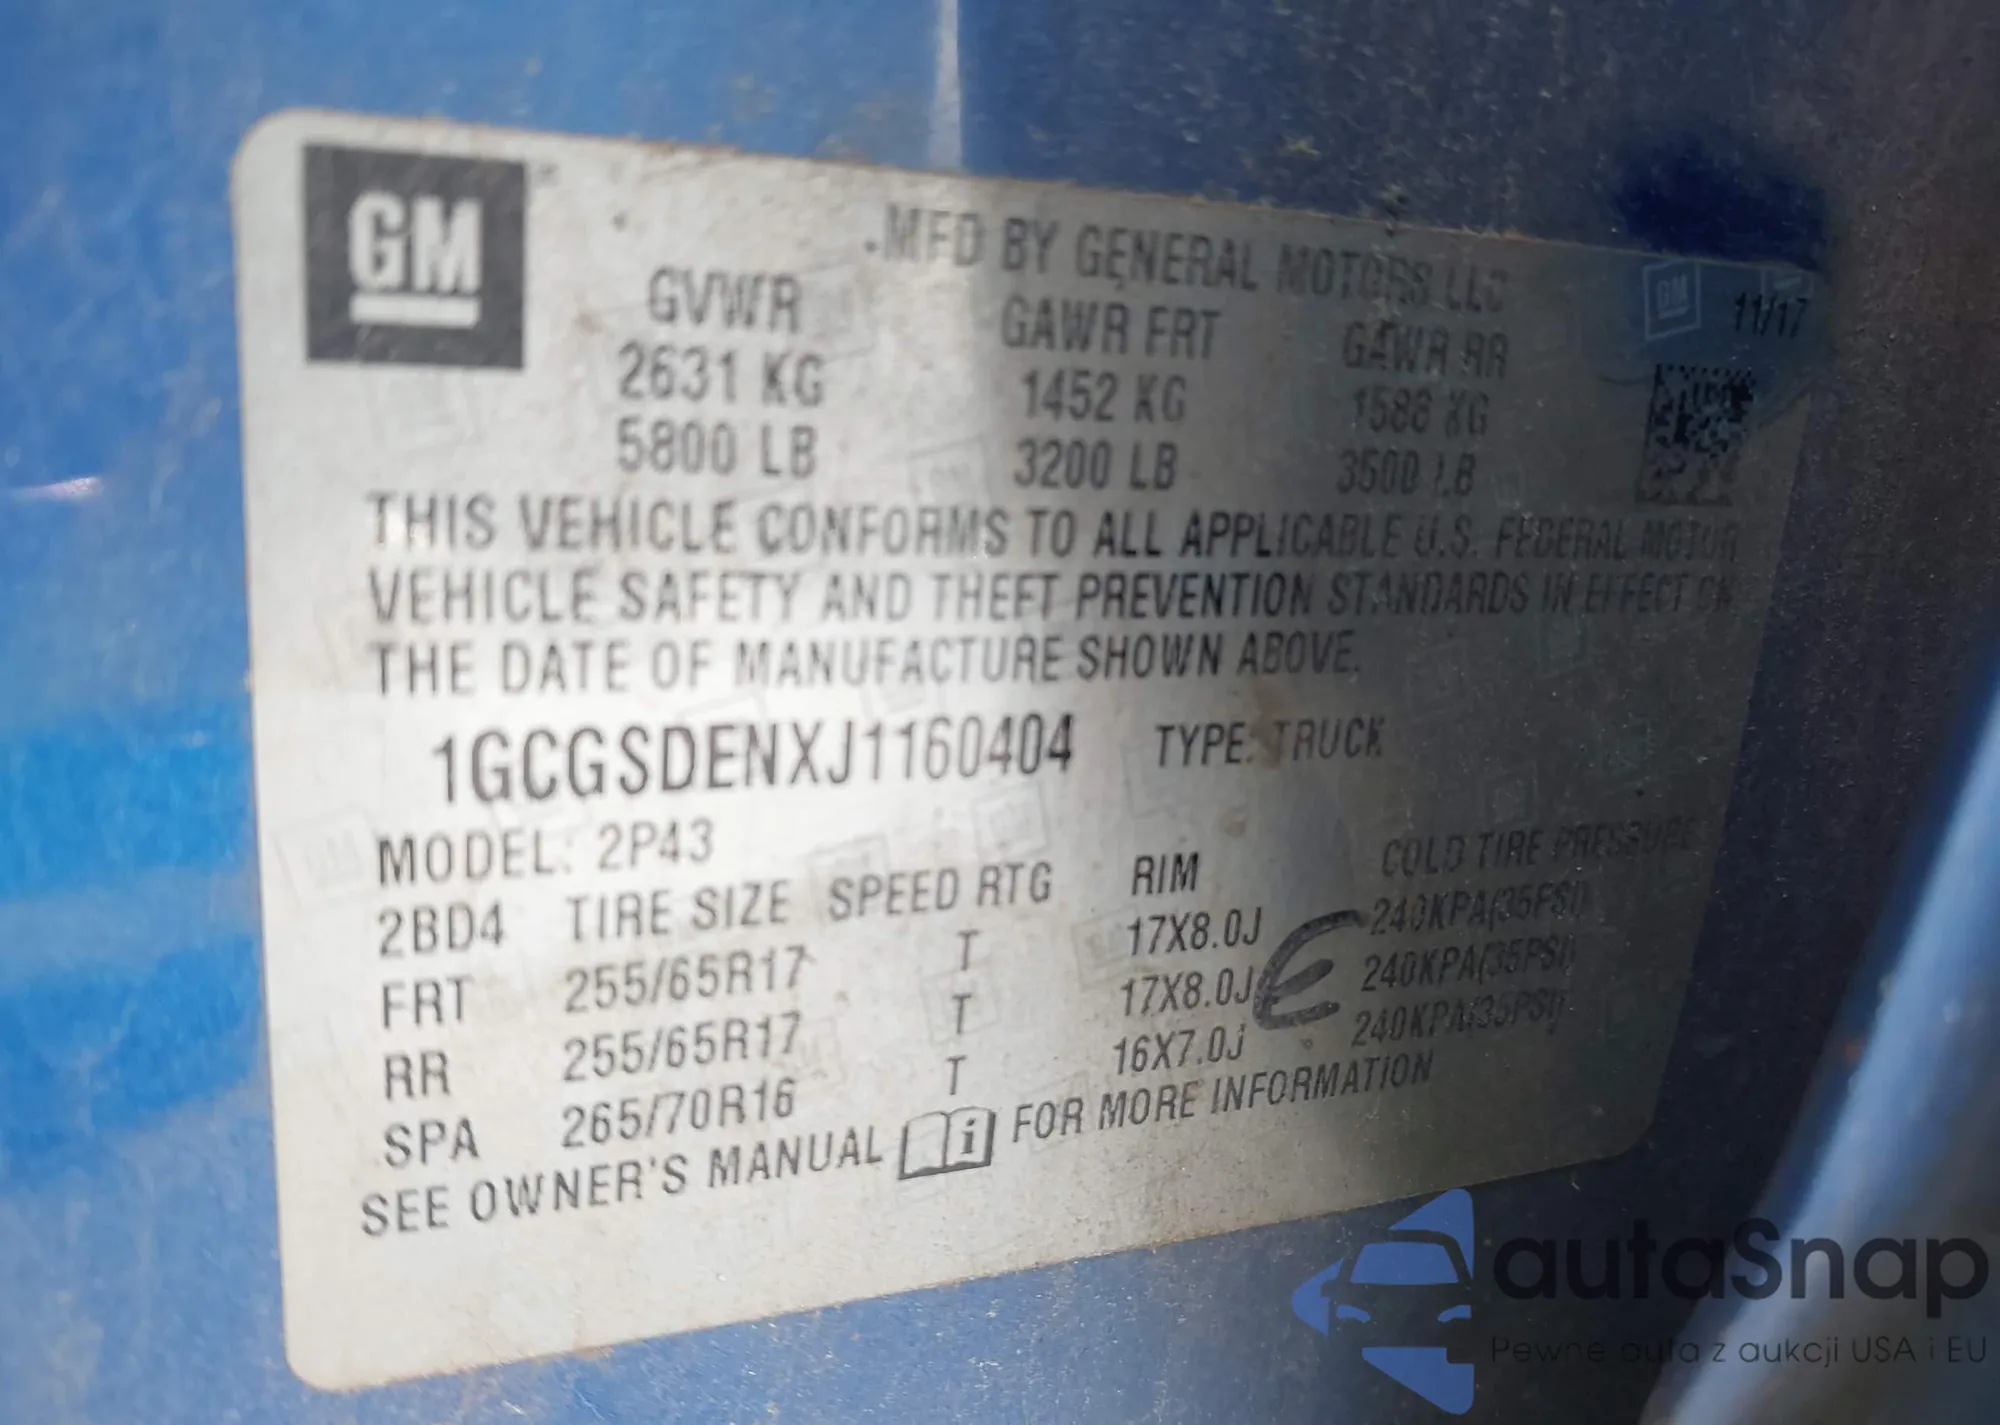 GM
MFD BY GENERAL MOTORS LLC
11/17
GVWR GAWR FRT GAWR RR
2631 KG 1452 KG 1588 KG
5800 LB 3200 LB 3500 LB
THIS VEHICLE CONFORMS TO ALL APPLICABLE U.S. FEDERAL MOTOR
VEHICLE SAFETY AND THEFT PREVENTION STANDARDS IN EFFECT ON
THE DATE OF MANUFACTURE SHOWN ABOVE.
1GCGSDENXJ1160404 TYPE: TRUCK
MODEL: 2P43
2BD4 TIRE SIZE SPEED RTG RIM COLD TIRE PRESSURE
FRT 255/65R17 T 17X8.0J 240KPA(35PSI)
RR 255/65R17 T 17X8.0J 240KPA(35PSI)
SPA 265/70R16 T 16X7.0J 240KPA(35PSI)
SEE OWNER'S MANUAL i FOR MORE INFORMATION
autaSnap
Pewne auta z aukcji USA i EU